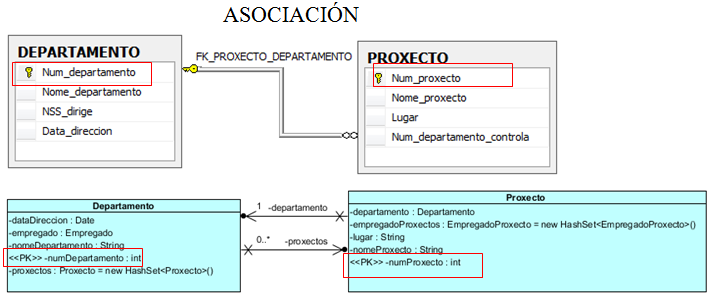 ASOCIACIÓN
DEPARTAMENTO
Num_departamento
Nome_departamento
NSS_dirige
Data_direccion
FK_PROXECTO_DEPARTAMENTO
PROXECTO
Num_proxecto
Nome_proxecto
Lugar
Num_departamento_controla
Departamento
-dataDireccion : Date
-empregado : Empregado
-nomeDepartamento : String
<<PK>> -numDepartamento : int
-proxectos : Proxecto = new HashSet<Proxecto>()
1 -departamento
0..* -proxectos
Proxecto
-departamento : Departamento
-empregadoProxectos : EmpregadoProxecto = new HashSet<EmpregadoProxecto>()
-lugar : String
-nomeProxecto : String
<<PK>> -numProxecto : int